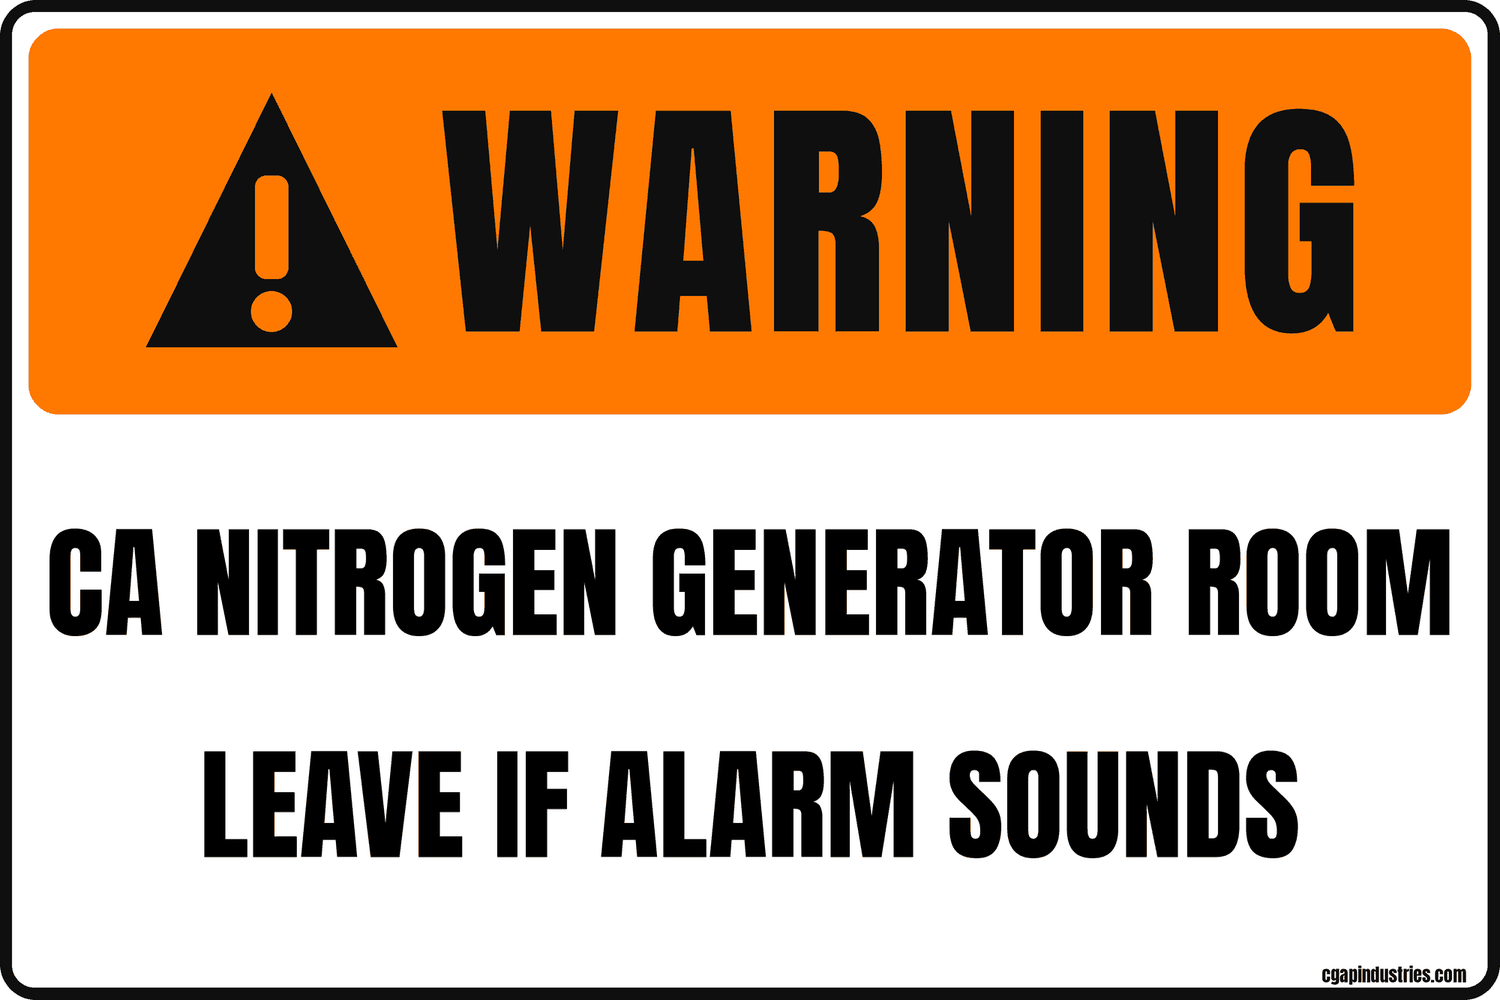 WARNING
CA NITROGEN GENERATOR ROOM
LEAVE IF ALARM SOUNDS
cgapindustries.com